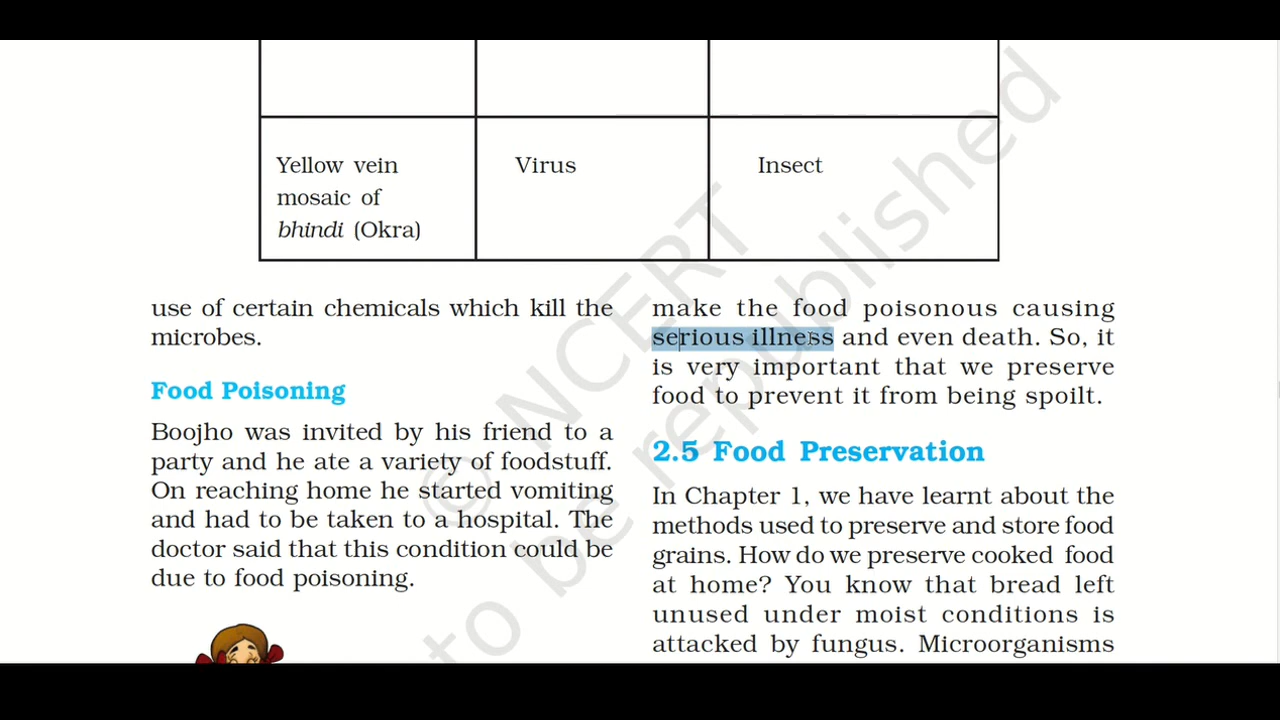 Yellow vein
mosaic of
bhindi (Okra)
Virus
Insect
use of certain chemicals which kill the
microbes.
Food Poisoning
Boojho was invited by his friend to a
party and he ate a variety of foodstuff.
On reaching home he started vomiting
and had to be taken to a hospital. The
doctor said that this condition could be
due to food poisoning.
make the food poisonous causing
serious illness and even death. So, it
is very important that we preserve
food to prevent it from being spoilt.
2.5 Food Preservation
In Chapter 1, we have learnt about the
methods used to preserve and store food
grains. How do we preserve cooked food
at home? You know that bread left
unused under moist conditions is
attacked by fungus. Microorganisms
© NCERT
to be republished